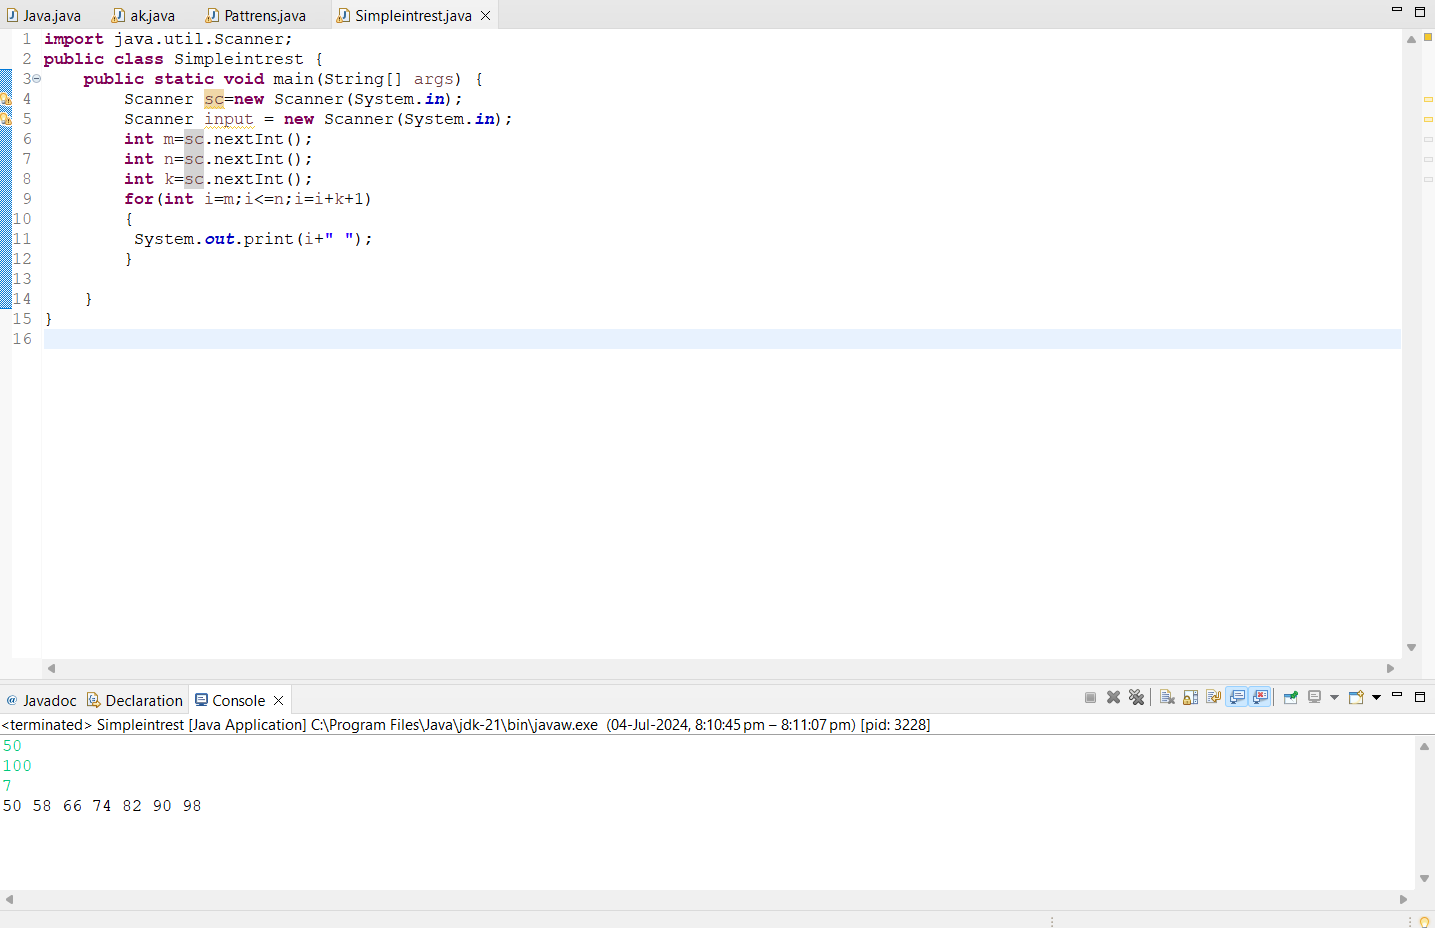 Java.java ak.java Pattrens.java Simpleintrest.java
1 import java.util.Scanner;
2 public class Simpleintrest {
3 public static void main(String[] args) {
4 Scanner sc=new Scanner(System.in);
5 Scanner input = new Scanner(System.in);
6 int m=sc.nextInt();
7 int n=sc.nextInt();
8 int k=sc.nextInt();
9 for(int i=m;i<=n;i=i+k+1)
10 {
11 System.out.print(i+" ");
12 }
13
14 }
15 }
16
@ Javadoc Declaration Console
<terminated> Simpleintrest [Java Application] C:\Program Files\Java\jdk-21\bin\javaw.exe (04-Jul-2024, 8:10:45 pm – 8:11:07 pm) [pid: 3228]
50
100
7
50 58 66 74 82 90 98